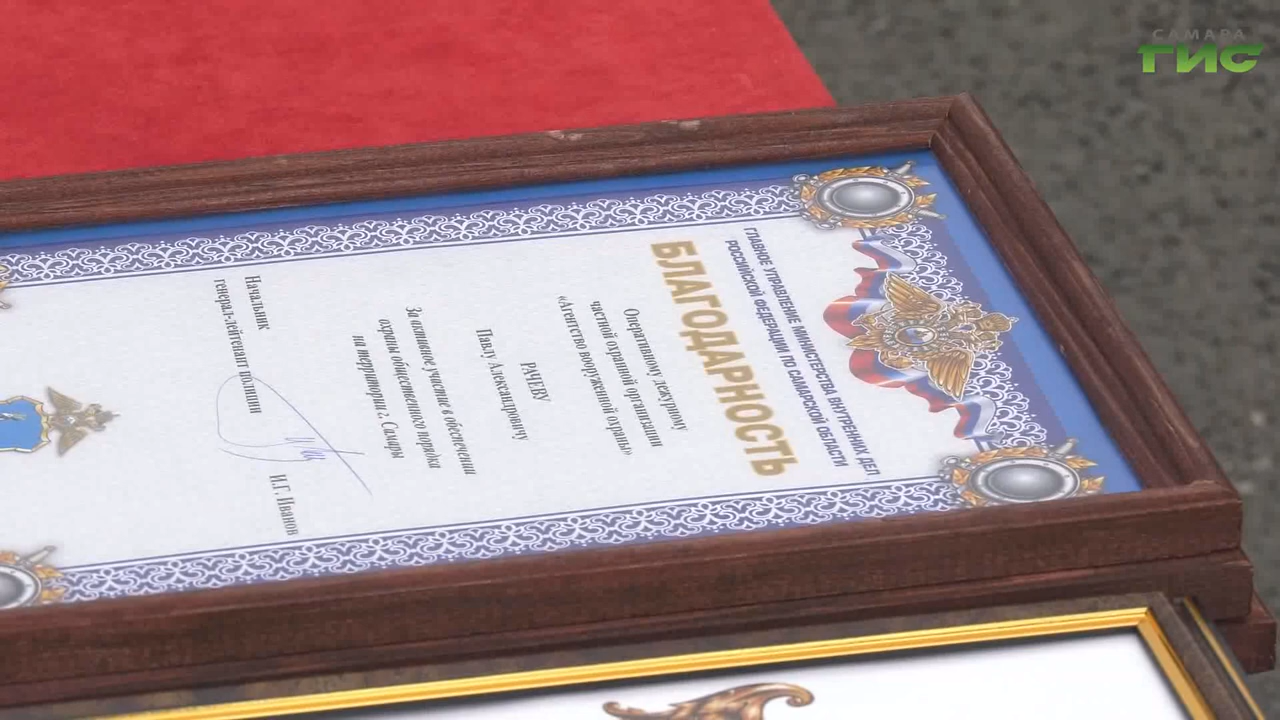 САМАРА
ГИС
ГЛАВНОЕ УПРАВЛЕНИЕ МИНИСТЕРСТВА ВНУТРЕННИХ ДЕЛ
РОССИЙСКОЙ ФЕДЕРАЦИИ ПО САМАРСКОЙ ОБЛАСТИ
БЛАГОДАРНОСТЬ
Оперативному дежурному
частной охранной организации
«Агентство вооруженной охраны»
РАЧЕВУ
Павлу Александровичу
За активное участие в обеспечении
охраны общественного порядка
на территории г. Самары
Начальник
генерал-лейтенант полиции
И.Г. Иванов